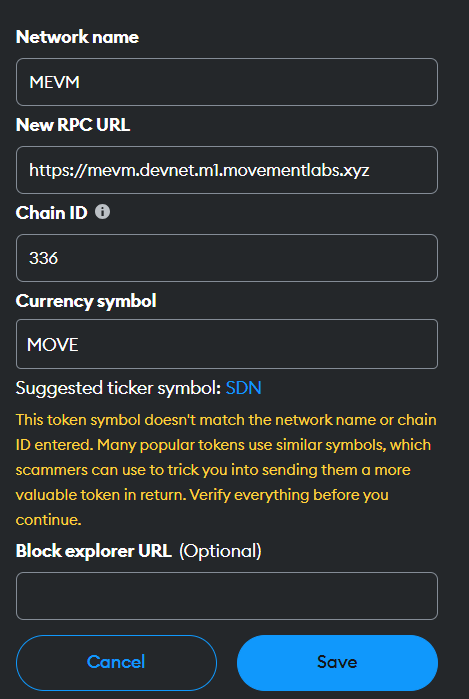 Network name
MEVM
New RPC URL
https://mevm.devnet.m1.movementlabs.xyz
Chain ID
336
Currency symbol
MOVE
Suggested ticker symbol: SDN
This token symbol doesn't match the network name or chain
ID entered. Many popular tokens use similar symbols, which
scammers can use to trick you into sending them a more
valuable token in return. Verify everything before you
continue.
Block explorer URL (Optional)
Cancel
Save